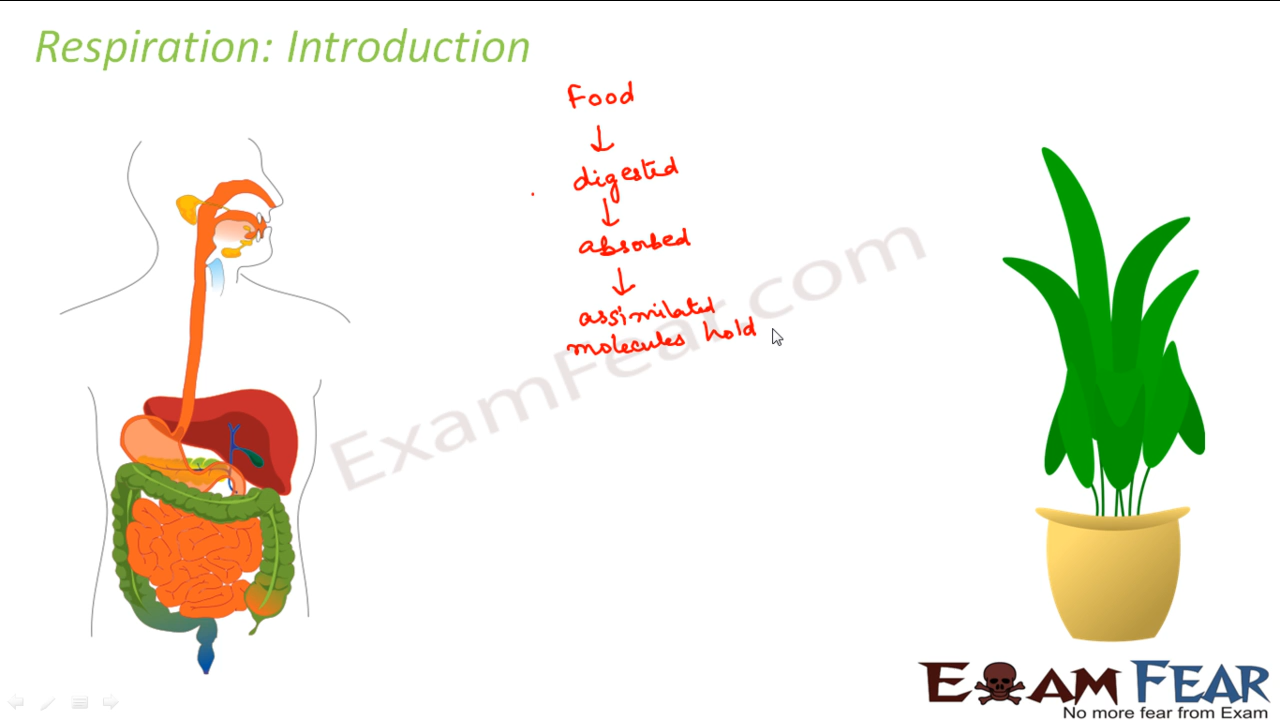 Respiration: Introduction
Food
↓
digested
↓
absorbed
↓
assimilated
molecules hold
ExamFear.com
EXAM FEAR
No more fear from Exam